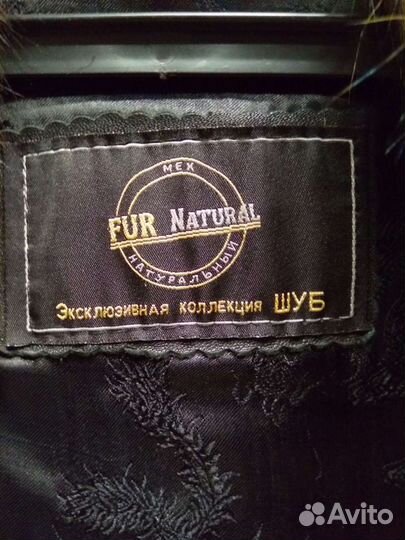 МЕХ
FUR NATURAL
НАТУРАЛЬНЫЙ
ЭКСКЛЮЗИВНАЯ КОЛЛЕКЦИЯ ШУБ
Avito